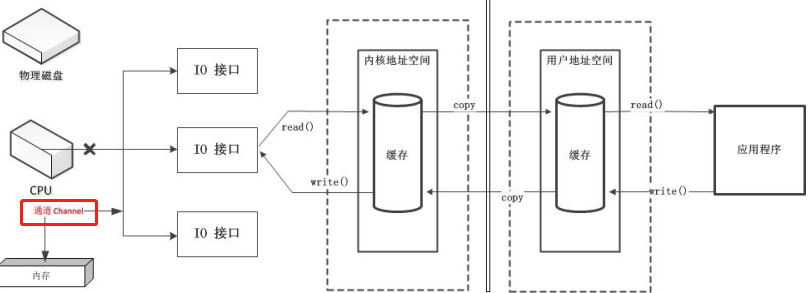 物理磁盘
CPU
通道 Channel
内存
IO 接口
IO 接口
IO 接口
read()
write()
内核地址空间
缓存
copy
copy
用户地址空间
缓存
read()
write()
应用程序